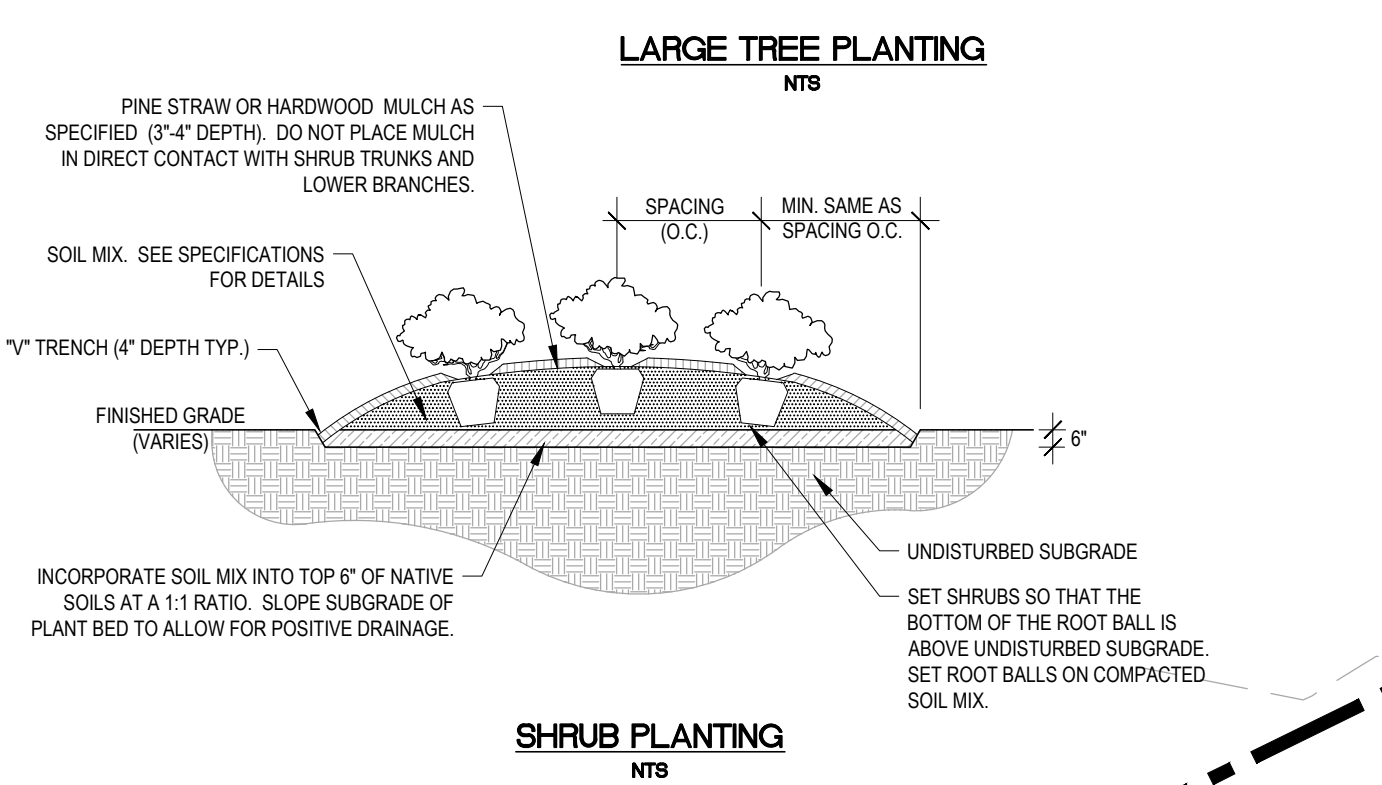 LARGE TREE PLANTING
NTS
PINE STRAW OR HARDWOOD MULCH AS
SPECIFIED (3"-4" DEPTH). DO NOT PLACE MULCH
IN DIRECT CONTACT WITH SHRUB TRUNKS AND
LOWER BRANCHES.
SPACING
(O.C.)
MIN. SAME AS
SPACING O.C.
SOIL MIX. SEE SPECIFICATIONS
FOR DETAILS
"V" TRENCH (4" DEPTH TYP.)
FINISHED GRADE
(VARIES)
6"
INCORPORATE SOIL MIX INTO TOP 6" OF NATIVE
SOILS AT A 1:1 RATIO. SLOPE SUBGRADE OF
PLANT BED TO ALLOW FOR POSITIVE DRAINAGE.
UNDISTURBED SUBGRADE
SET SHRUBS SO THAT THE
BOTTOM OF THE ROOT BALL IS
ABOVE UNDISTURBED SUBGRADE.
SET ROOT BALLS ON COMPACTED
SOIL MIX.
SHRUB PLANTING
NTS